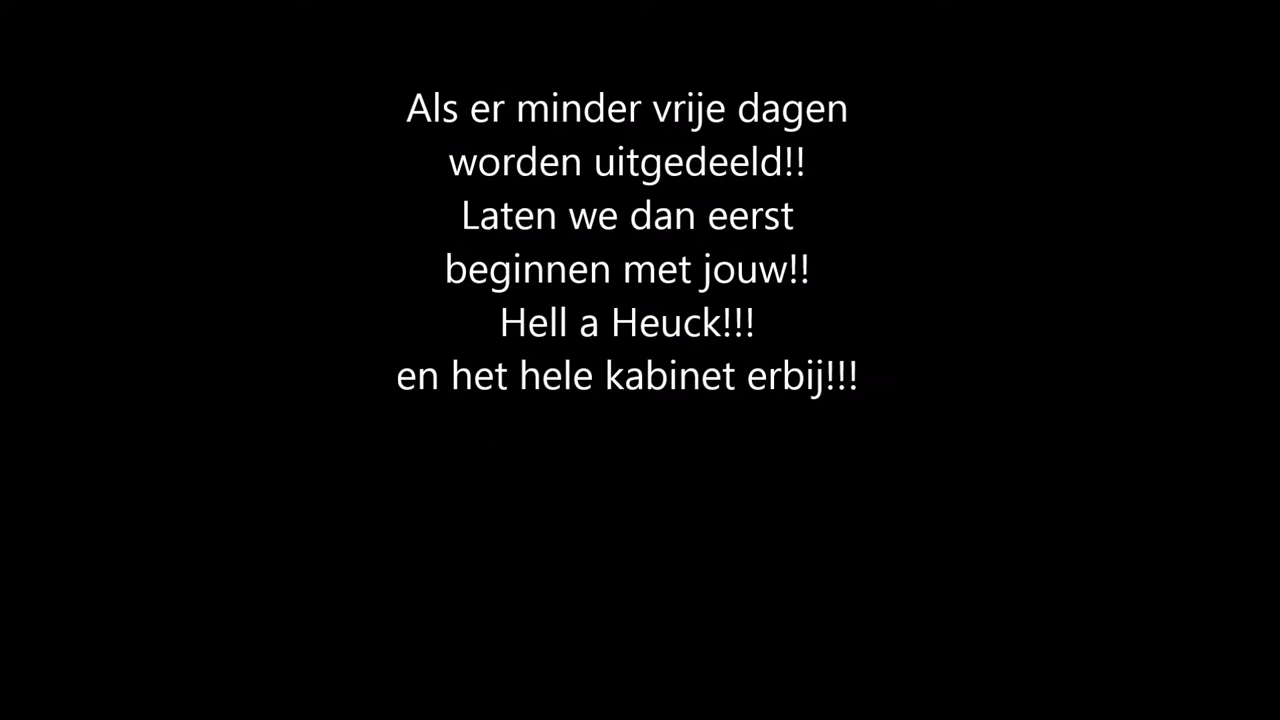 Als er minder vrije dagen
worden uitgedeeld!!
Laten we dan eerst
beginnen met jouw!!
Hell a Heuck!!!
en het hele kabinet erbij!!!